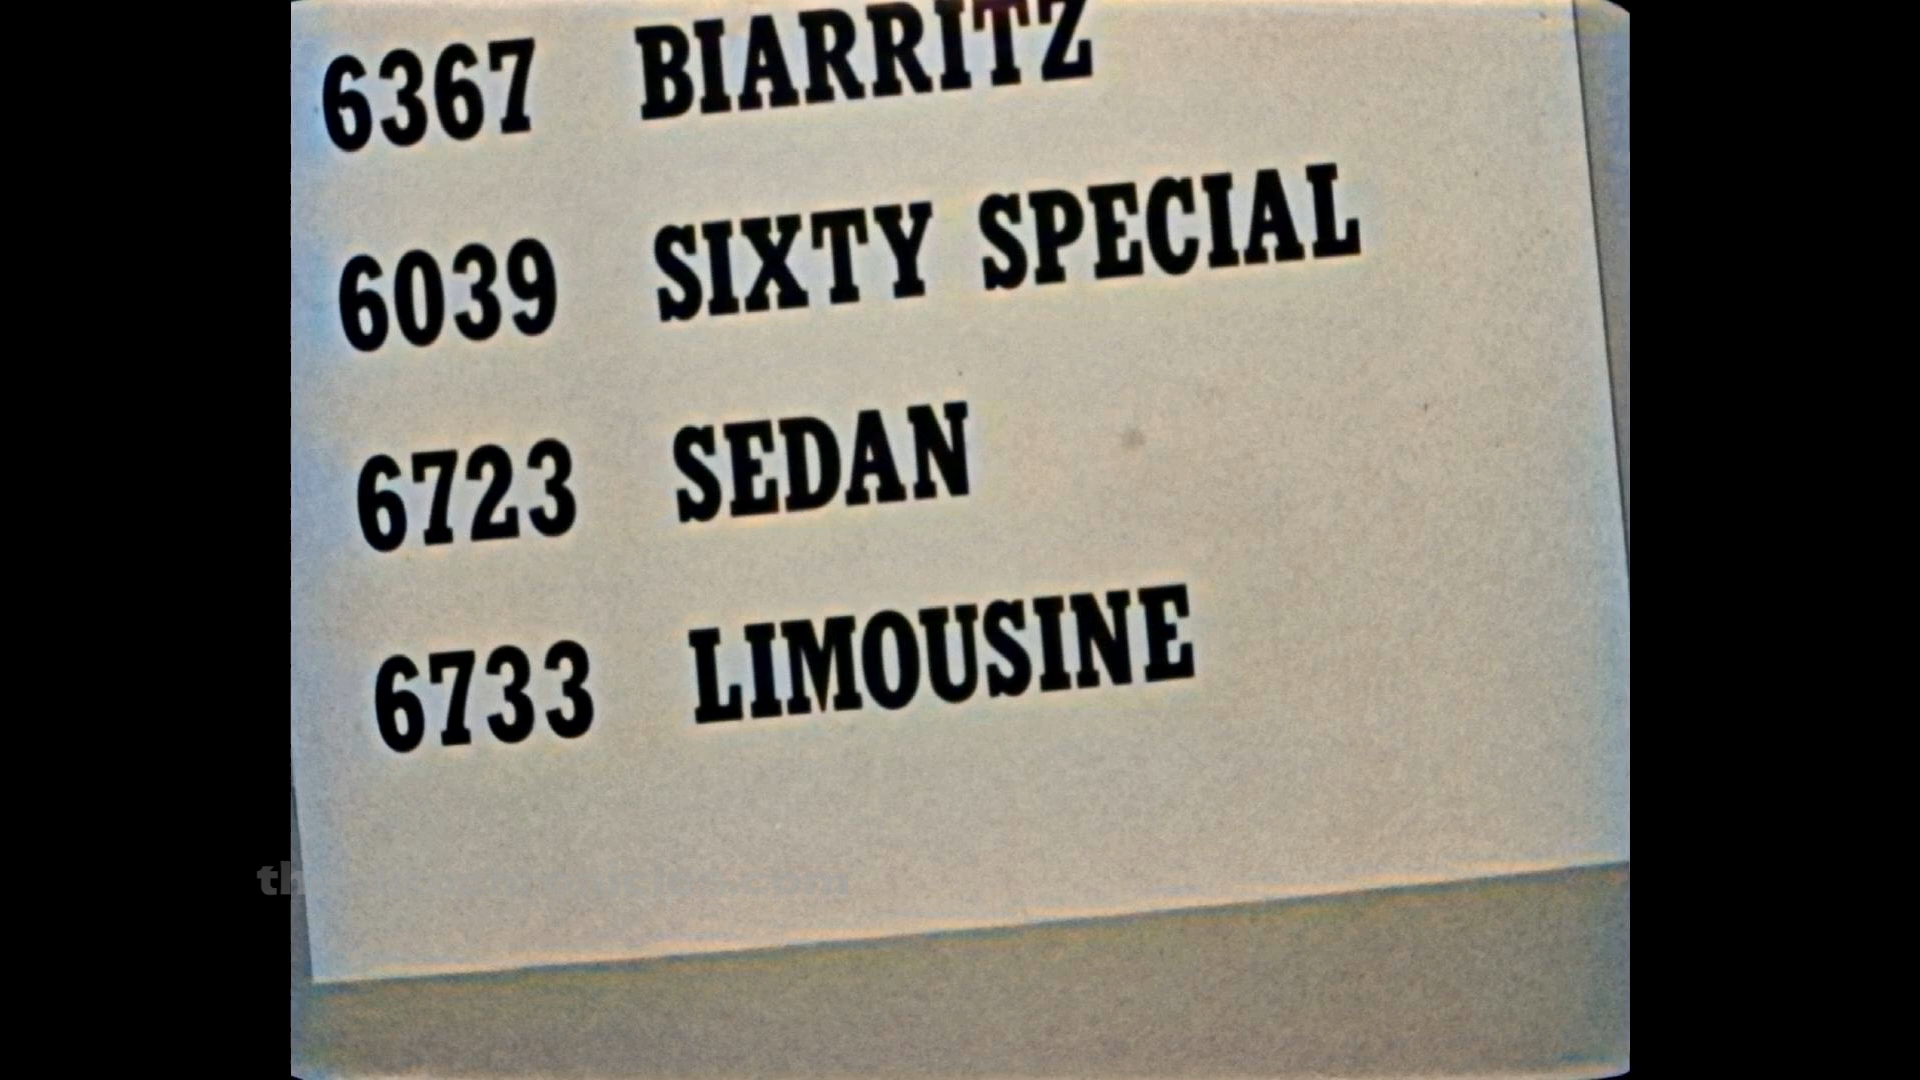 6367 BIARRITZ
6039 SIXTY SPECIAL
6723 SEDAN
6733 LIMOUSINE